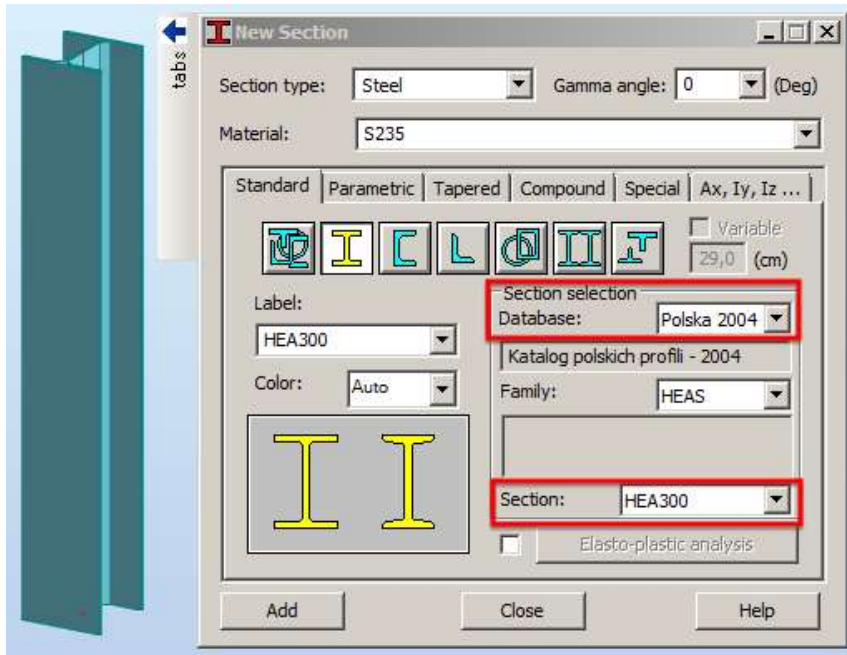 tabs
New Section
Section type: Steel Gamma angle: 0 (Deg)
Material: S235
Standard Parametric Tapered Compound Special Ax, Iy, Iz ...
Variable
29,0 (cm)
Label:
HEA300
Color: Auto
Section selection
Database: Polska 2004
Katalog polskich profili - 2004
Family: HEAS
Section: HEA300
Elasto-plastic analysis
Add Close Help